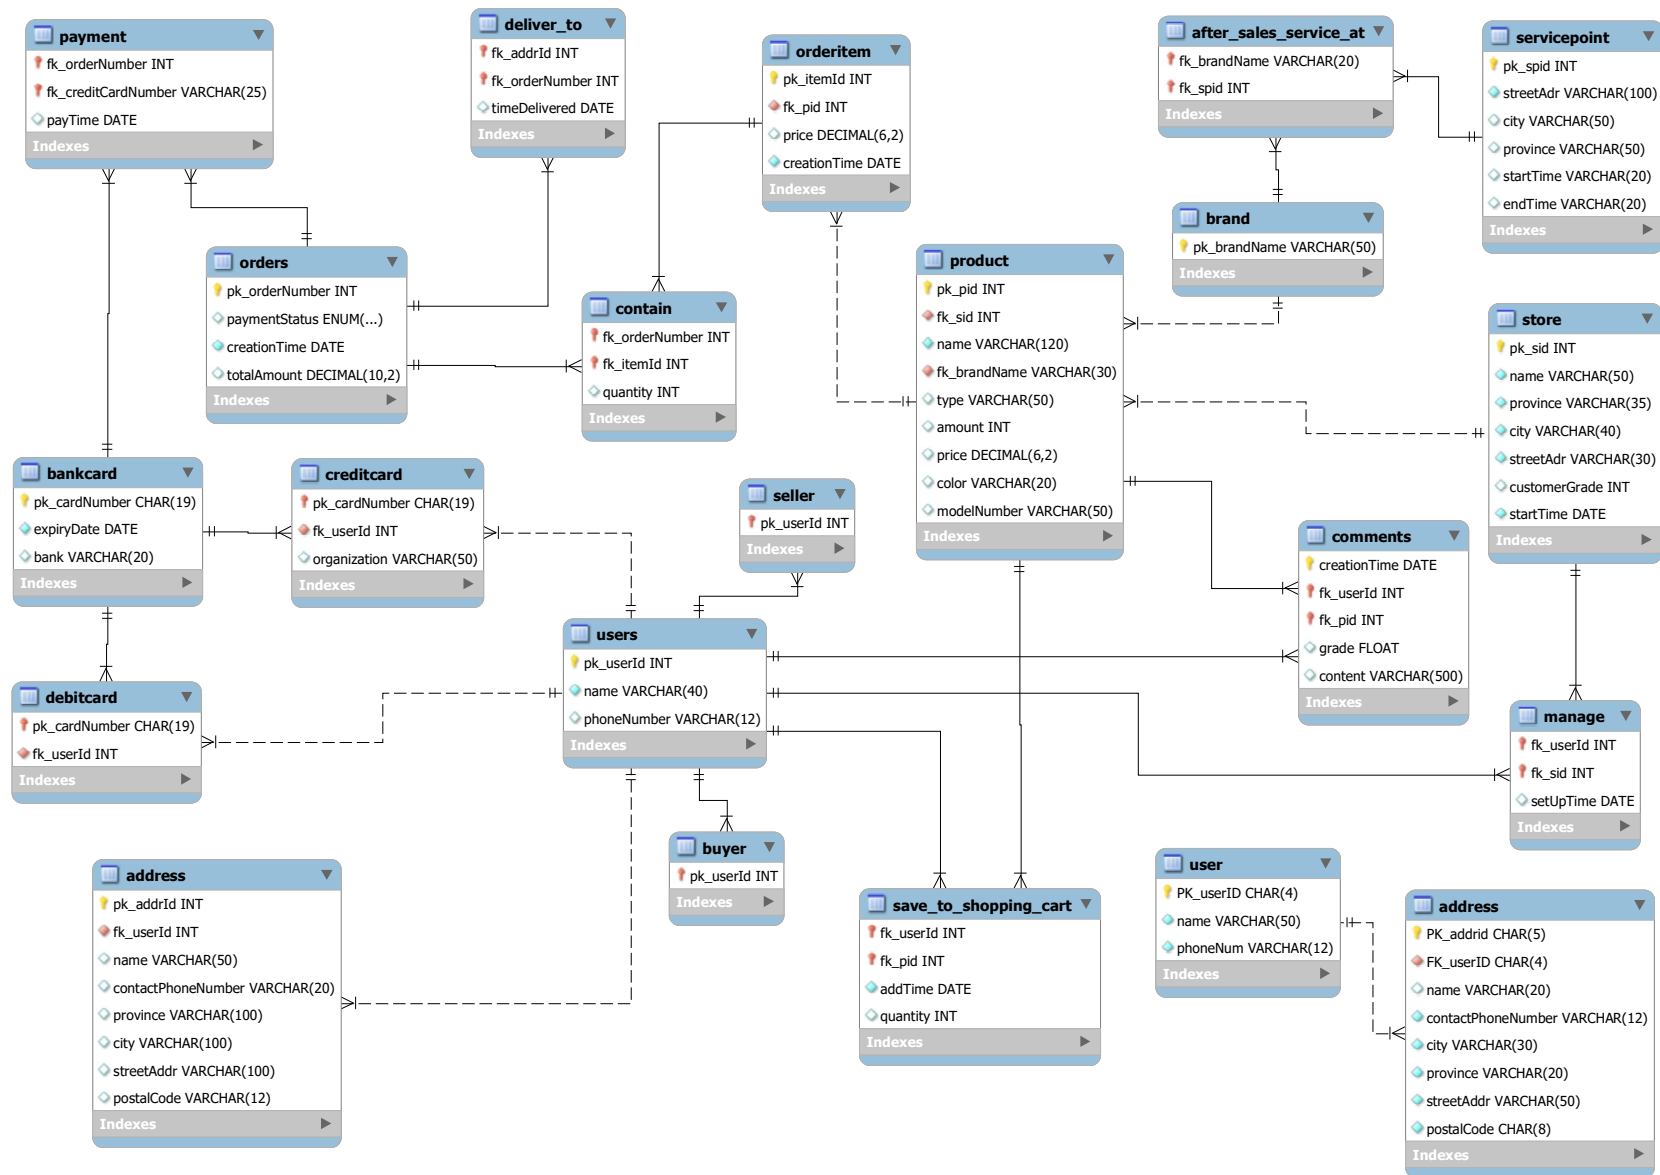 payment
fk_orderNumber INT
fk_creditCardNumber VARCHAR(25)
payTime DATE
Indexes
deliver_to
fk_addrId INT
fk_orderNumber INT
timeDelivered DATE
Indexes
orderitem
pk_itemId INT
fk_pid INT
price DECIMAL(6,2)
creationTime DATE
Indexes
after_sales_service_at
fk_brandName VARCHAR(20)
fk_spid INT
Indexes
servicepoint
pk_spid INT
streetAdr VARCHAR(100)
city VARCHAR(50)
province VARCHAR(50)
startTime VARCHAR(20)
endTime VARCHAR(20)
Indexes
brand
pk_brandName VARCHAR(50)
Indexes
orders
pk_orderNumber INT
paymentStatus ENUM(...)
creationTime DATE
totalAmount DECIMAL(10,2)
Indexes
contain
fk_orderNumber INT
fk_itemId INT
quantity INT
Indexes
product
pk_pid INT
fk_sid INT
name VARCHAR(120)
fk_brandName VARCHAR(30)
type VARCHAR(50)
amount INT
price DECIMAL(6,2)
color VARCHAR(20)
modelNumber VARCHAR(50)
Indexes
store
pk_sid INT
name VARCHAR(50)
province VARCHAR(35)
city VARCHAR(40)
streetAdr VARCHAR(30)
customerGrade INT
startTime DATE
Indexes
bankcard
pk_cardNumber CHAR(19)
expiryDate DATE
bank VARCHAR(20)
Indexes
creditcard
pk_cardNumber CHAR(19)
fk_userId INT
organization VARCHAR(50)
Indexes
seller
pk_userId INT
Indexes
comments
creationTime DATE
fk_userId INT
fk_pid INT
grade FLOAT
content VARCHAR(500)
Indexes
users
pk_userId INT
name VARCHAR(40)
phoneNumber VARCHAR(12)
Indexes
debitcard
pk_cardNumber CHAR(19)
fk_userId INT
Indexes
manage
fk_userId INT
fk_sid INT
setUpTime DATE
Indexes
buyer
pk_userId INT
Indexes
address
pk_addrId INT
fk_userId INT
name VARCHAR(50)
contactPhoneNumber VARCHAR(20)
province VARCHAR(100)
city VARCHAR(100)
streetAddr VARCHAR(100)
postalCode VARCHAR(12)
Indexes
save_to_shopping_cart
fk_userId INT
fk_pid INT
addTime DATE
quantity INT
Indexes
user
PK_userID CHAR(4)
name VARCHAR(50)
phoneNum VARCHAR(12)
Indexes
address
PK_addrid CHAR(5)
FK_userID CHAR(4)
name VARCHAR(20)
contactPhoneNumber VARCHAR(12)
city VARCHAR(30)
province VARCHAR(20)
streetAddr VARCHAR(50)
postalCode CHAR(8)
Indexes